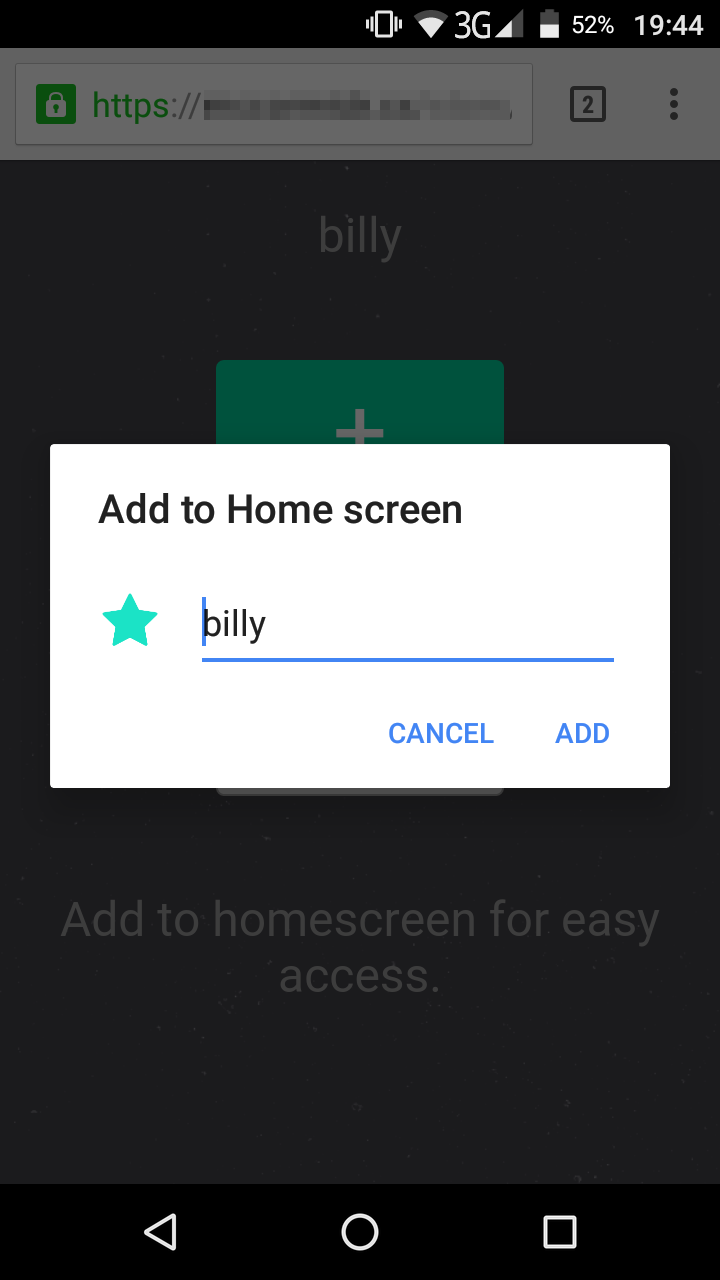 3G 52% 19:44
https://
2
billy
+
Add to Home screen
billy
CANCEL ADD
Add to homescreen for easy
access.